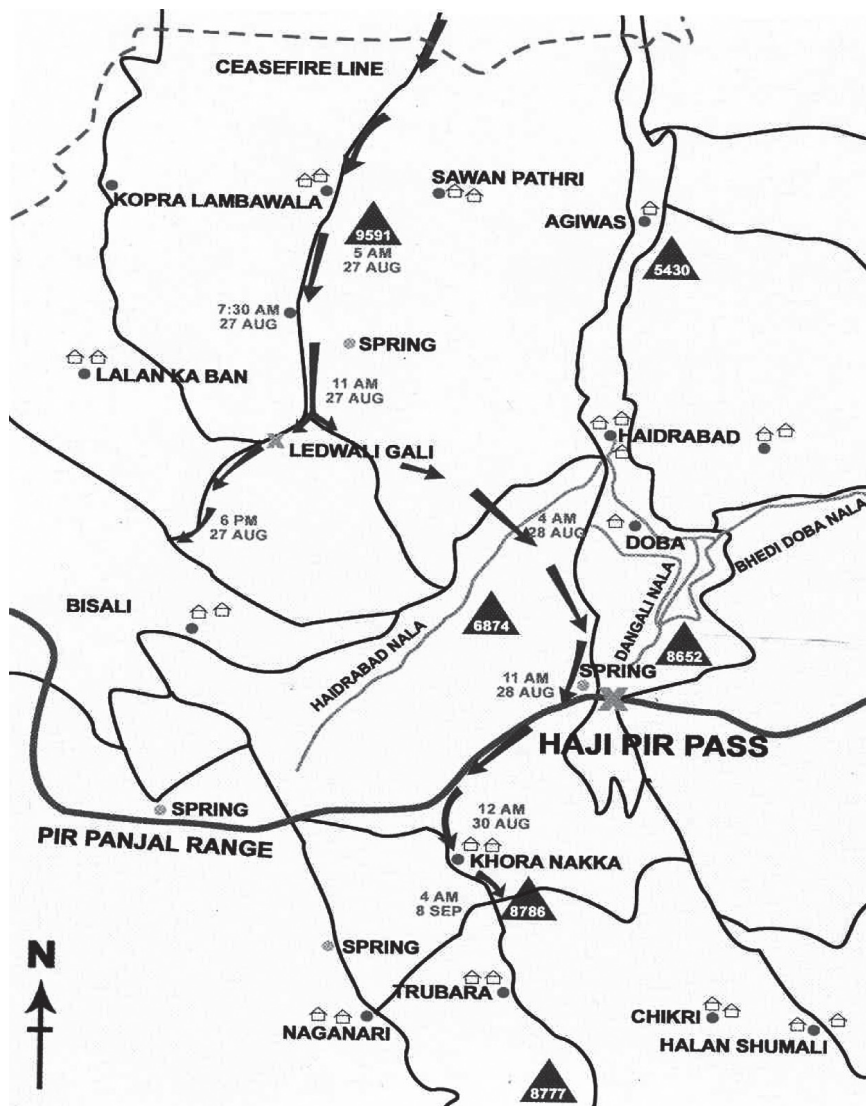 CEASEFIRE LINE
KOPRA LAMBAWALA
SAWAN PATHRI
AGIWAS
9591
5 AM
27 AUG
5430
7:30 AM
27 AUG
SPRING
LALAN KA BAN
11 AM
27 AUG
HAIDRABAD
LEDWALI GALI
6 PM
27 AUG
4 AM
28 AUG
DOBA
BHEDI DOBA NALA
DANGALI NALA
BISALI
6874
8652
HAIDRABAD NALA
SPRING
11 AM
28 AUG
HAJI PIR PASS
SPRING
PIR PANJAL RANGE
12 AM
30 AUG
KHORA NAKKA
4 AM
8 SEP
8786
SPRING
N
TRUBARA
NAGANARI
CHIKRI
HALAN SHUMALI
8777